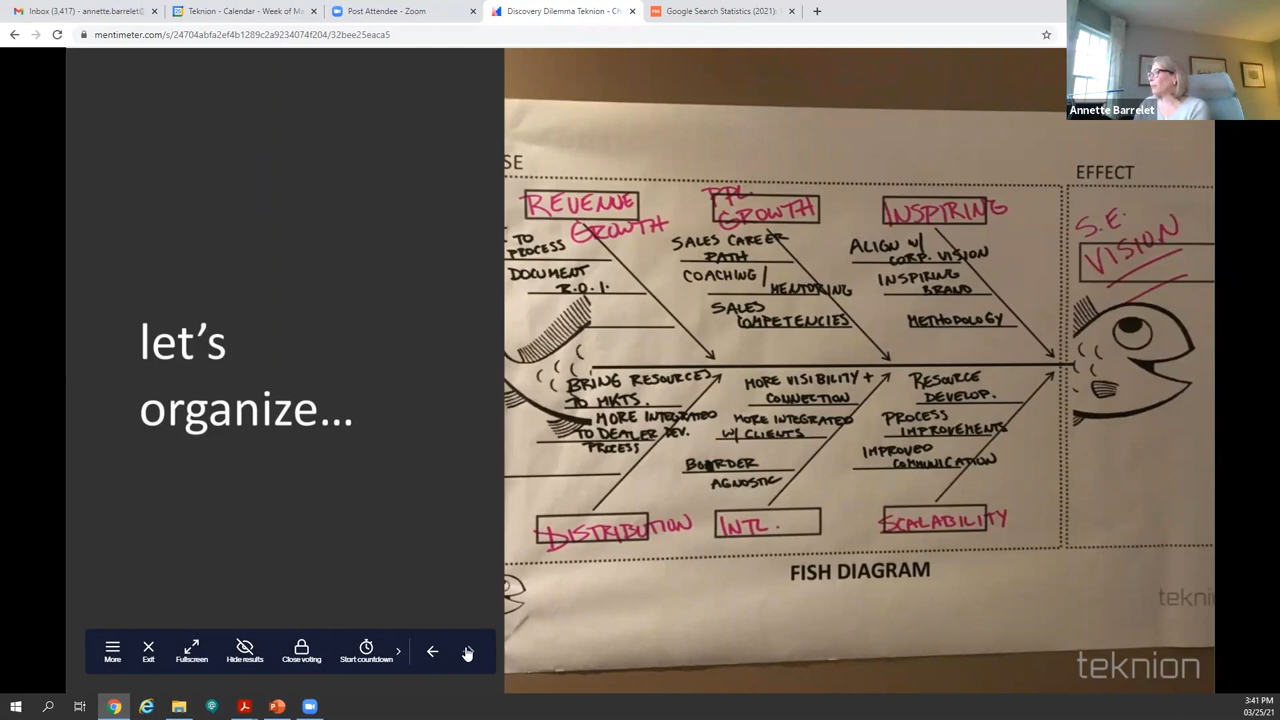 Inbox (3,417) - annette.barrelet@
Teknion - Calendar - Week of M
Post Attendee - Zoom
Discovery Dilemma Teknion - Ch
Google Search Statistics (2021):
mentimeter.com/s/24704abfa2ef4b1289c2a9234074f204/32bee25eaca5
Annette Barrelet
let's
organize...
SE
EFFECT
REVENUE
GROWTH
TO
PROCESS
DOCUMENT
R.O.I.
PPL
GROWTH
SALES CAREER
PATH
COACHING /
MENTORING
SALES
COMPETENCIES
INSPIRING
ALIGN W/
CORP. VISION
INSPIRING
BRAND
METHODOLOGY
S.E.
VISION
BRING RESOURCES
TO MKTS.
MORE INTEGRATED
TO DEALER DEV.
PROCESS
DISTRIBUTION
MORE VISIBILITY +
CONNECTION
MORE INTEGRATED
W/ CLIENTS
BOARDER
AGNOSTIC
INTL.
RESOURCE
DEVELOP.
PROCESS
IMPROVEMENTS
IMPROVED
COMMUNICATION
SCALABILITY
FISH DIAGRAM
tekni
teknion
More
Exit
Fullscreen
Hide results
Close voting
Start countdown
3:41 PM
03/25/21